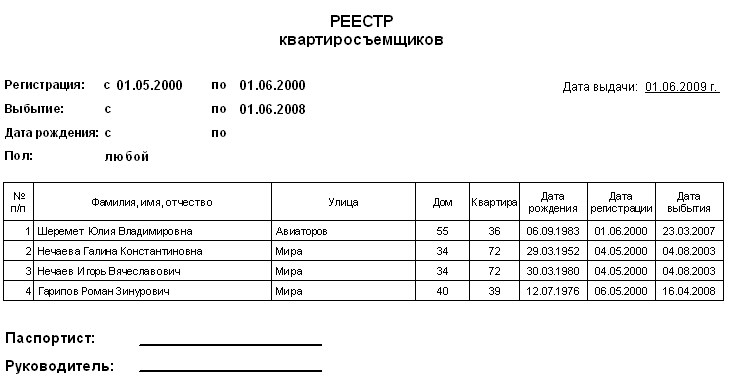 РЕЕСТР
квартиросъемщиков
Регистрация: с 01.05.2000 по 01.06.2000 Дата выдачи: 01.06.2009 г.
Выбытие: с по 01.06.2008
Дата рождения: с по
Пол: любой
№ п/п Фамилия, имя, отчество Улица Дом Квартира Дата рождения Дата регистрации Дата выбытия
1 Шеремет Юлия Владимировна Авиаторов 55 36 06.09.1983 01.06.2000 23.03.2007
2 Нечаева Галина Константиновна Мира 34 72 29.03.1952 04.05.2000 04.08.2003
3 Нечаев Игорь Вячеславович Мира 34 72 30.03.1980 04.05.2000 04.08.2003
4 Гарипов Роман Зинурович Мира 40 39 12.07.1976 06.05.2000 16.04.2008
Паспортист:
Руководитель: